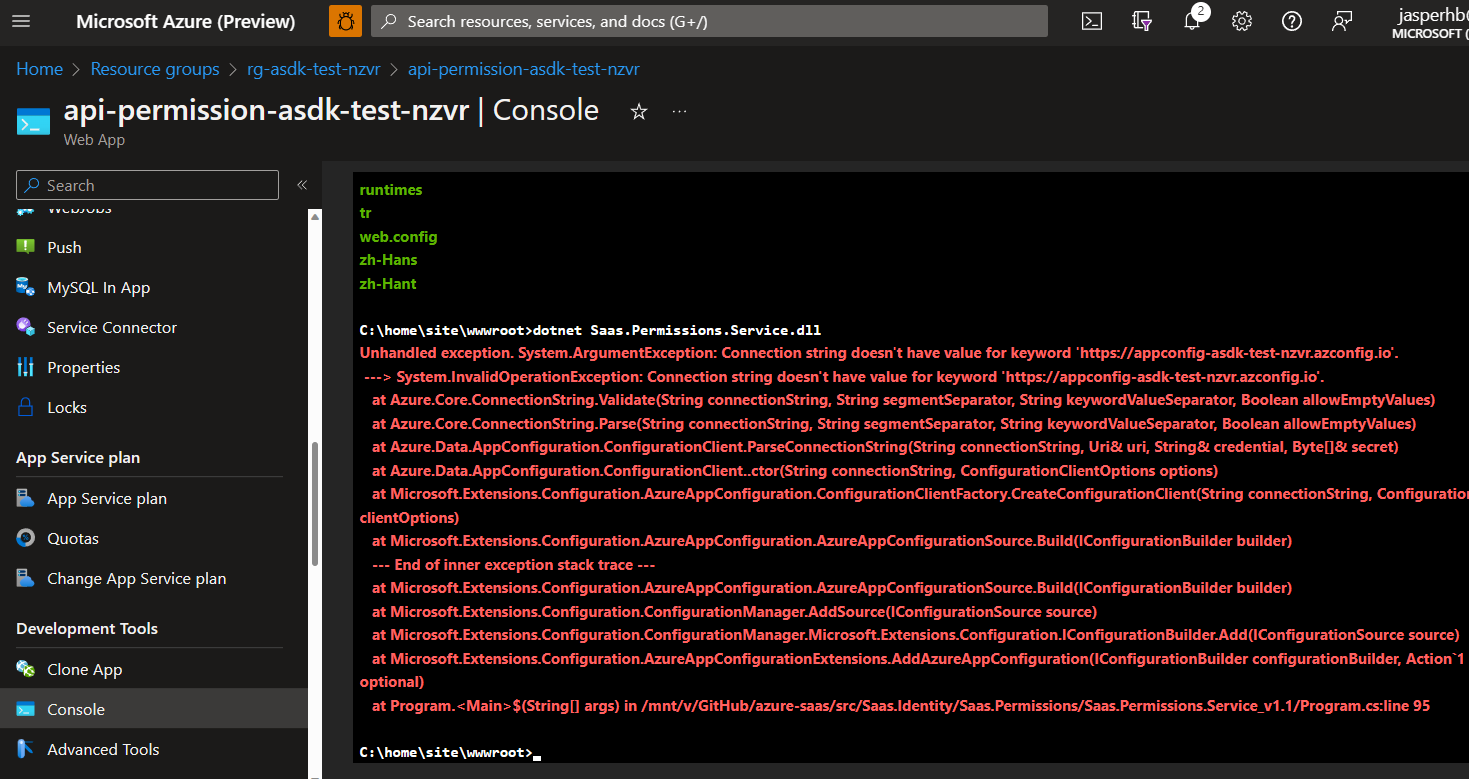 Microsoft Azure (Preview)
Search resources, services, and docs (G+/)
2
jasperhb
MICROSOFT (
Home > Resource groups > rg-asdk-test-nzvr > api-permission-asdk-test-nzvr
api-permission-asdk-test-nzvr | Console
Web App
Search
WebJobs
Push
MySQL In App
Service Connector
Properties
Locks
App Service plan
App Service plan
Quotas
Change App Service plan
Development Tools
Clone App
Console
Advanced Tools
runtimes
tr
web.config
zh-Hans
zh-Hant
C:\home\site\wwwroot>dotnet Saas.Permissions.Service.dll
Unhandled exception. System.ArgumentException: Connection string doesn't have value for keyword 'https://appconfig-asdk-test-nzvr.azconfig.io'.
---> System.InvalidOperationException: Connection string doesn't have value for keyword 'https://appconfig-asdk-test-nzvr.azconfig.io'.
at Azure.Core.ConnectionString.Validate(String connectionString, String segmentSeparator, String keywordValueSeparator, Boolean allowEmptyValues)
at Azure.Core.ConnectionString.Parse(String connectionString, String segmentSeparator, String keywordValueSeparator, Boolean allowEmptyValues)
at Azure.Data.AppConfiguration.ConfigurationClient.ParseConnectionString(String connectionString, Uri& uri, String& credential, Byte[]& secret)
at Azure.Data.AppConfiguration.ConfigurationClient..ctor(String connectionString, ConfigurationClientOptions options)
at Microsoft.Extensions.Configuration.AzureAppConfiguration.ConfigurationClientFactory.CreateConfigurationClient(String connectionString, Configuration
clientOptions)
at Microsoft.Extensions.Configuration.AzureAppConfiguration.AzureAppConfigurationSource.Build(IConfigurationBuilder builder)
--- End of inner exception stack trace ---
at Microsoft.Extensions.Configuration.AzureAppConfiguration.AzureAppConfigurationSource.Build(IConfigurationBuilder builder)
at Microsoft.Extensions.Configuration.ConfigurationManager.AddSource(IConfigurationSource source)
at Microsoft.Extensions.Configuration.ConfigurationManager.Microsoft.Extensions.Configuration.IConfigurationBuilder.Add(IConfigurationSource source)
at Microsoft.Extensions.Configuration.AzureAppConfigurationExtensions.AddAzureAppConfiguration(IConfigurationBuilder configurationBuilder, Action`1
optional)
at Program.<Main>$(String[] args) in /mnt/v/GitHub/azure-saas/src/Saas.Identity/Saas.Permissions/Saas.Permissions.Service_v1.1/Program.cs:line 95
C:\home\site\wwwroot>